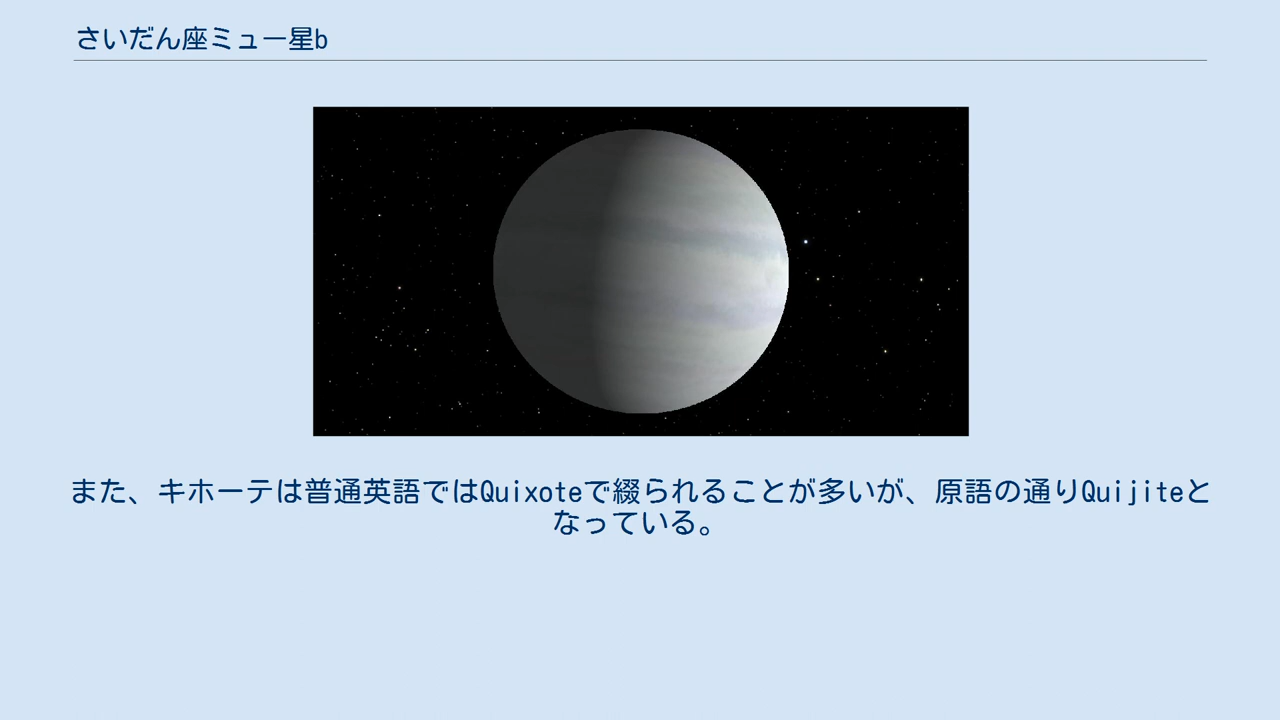 さいだん座ミュー星b
また、キホーテは普通英語ではQuixoteで綴られることが多いが、原語の通りQuijiteと
なっている。